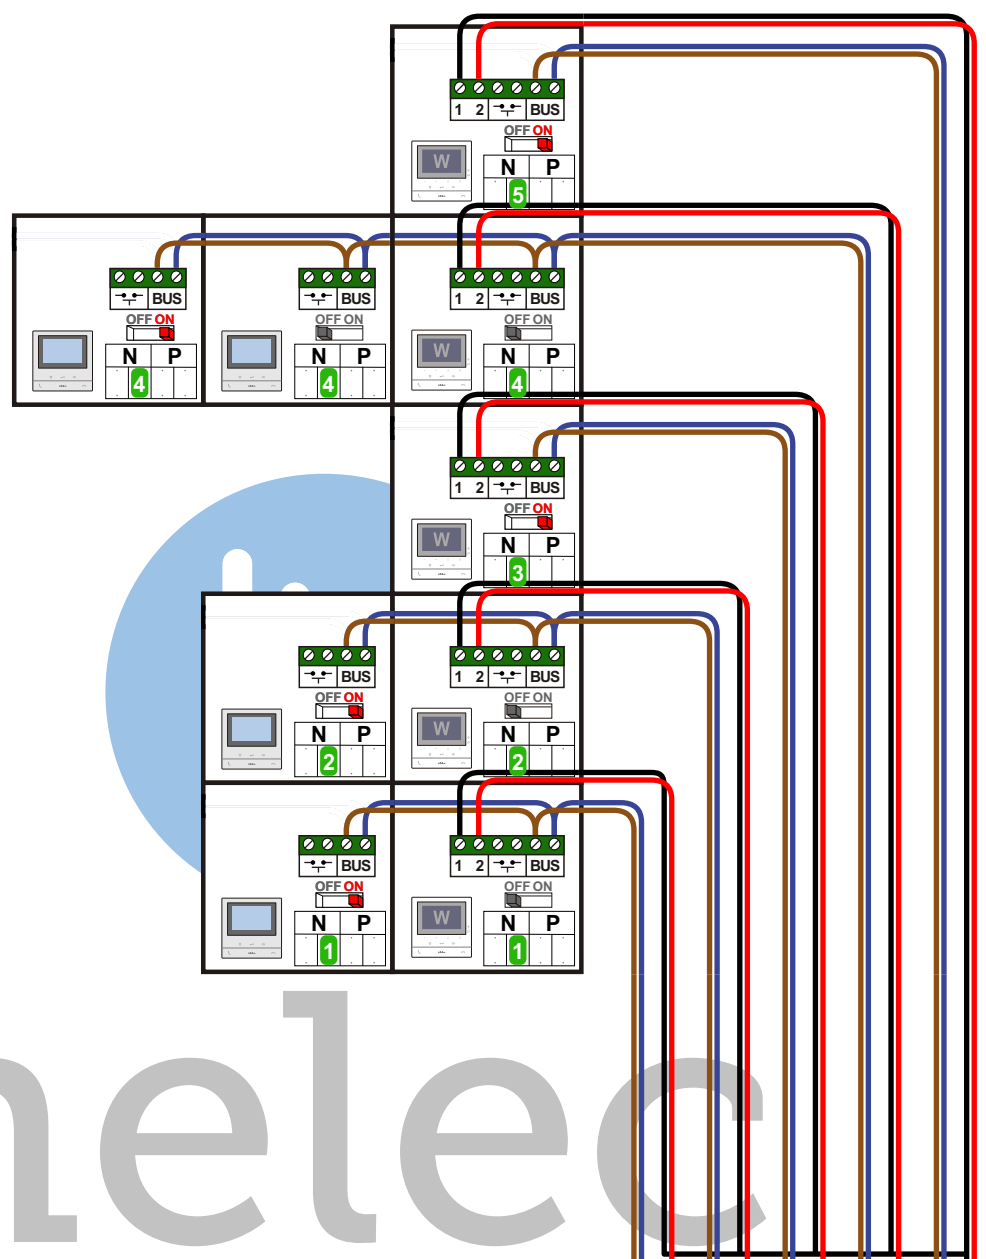 1 2 BUS
OFF ON
W N P
5
BUS BUS 1 2 BUS
OFF ON OFF ON OFF ON
N P N P W N P
4 4 4
1 2 BUS
OFF ON
W N P
3
BUS 1 2 BUS
OFF ON OFF ON
N P W N P
2 2
BUS 1 2 BUS
OFF ON OFF ON
N P W N P
1 1
nelec